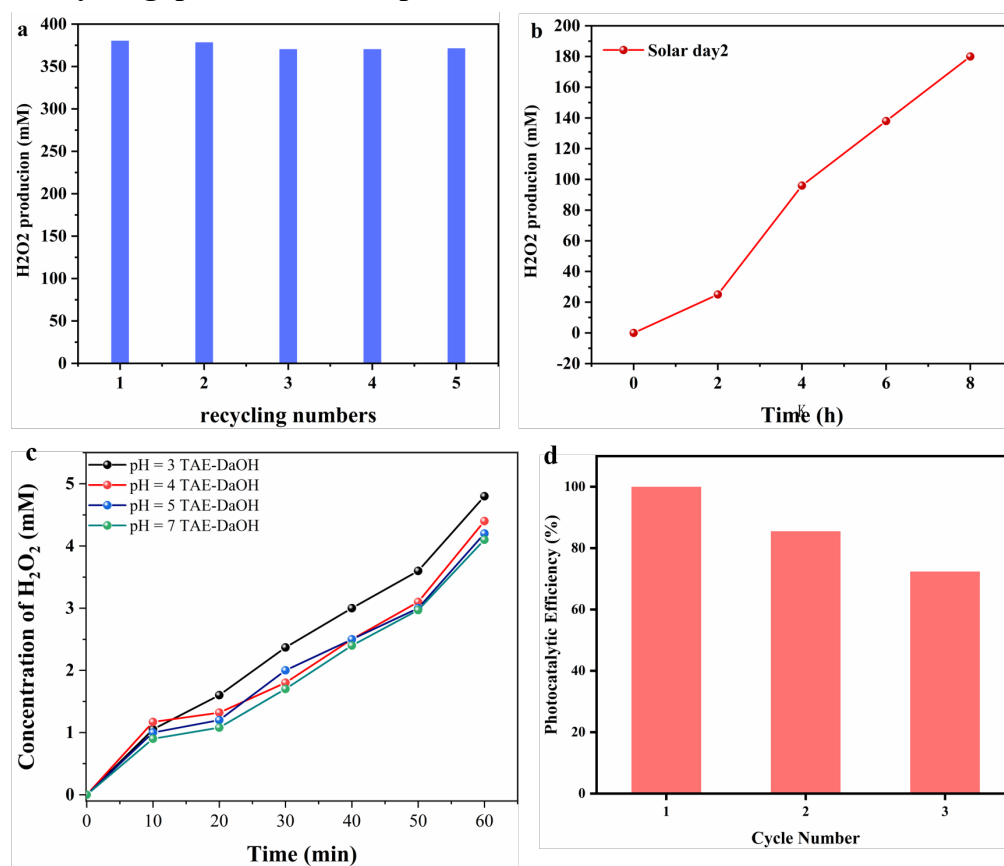 a
400
350
300
250
200
150
100
50
0
H2O2 producion (mM)
1 2 3 4 5
recycling numbers
b
Solar day2
200
180
160
140
120
100
80
60
40
20
0
-20
H2O2 producion (mM)
0 2 4 6 8
Time (h)
c
pH = 3 TAE-DaOH
pH = 4 TAE-DaOH
pH = 5 TAE-DaOH
pH = 7 TAE-DaOH
5
4
3
2
1
0
Concentration of H₂O₂ (mM)
0 10 20 30 40 50 60
Time (min)
d
100
80
60
40
20
0
Photocatalytic Efficiency (%)
1 2 3
Cycle Number